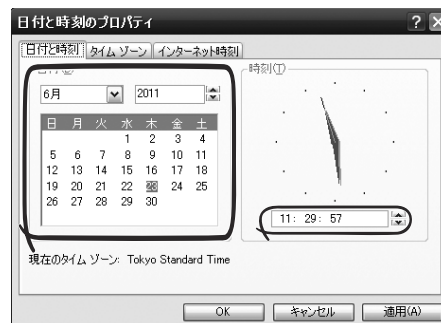 日付と時刻のプロパティ
日付と時刻 タイム ゾーン インターネット時刻
時刻(T)
6月 2011
日 月 火 水 木 金 土
1 2 3 4
5 6 7 8 9 10 11
12 13 14 15 16 17 18
19 20 21 22 23 24 25
26 27 28 29 30
11: 29: 57
現在のタイム ゾーン: Tokyo Standard Time
OK キャンセル 適用(A)